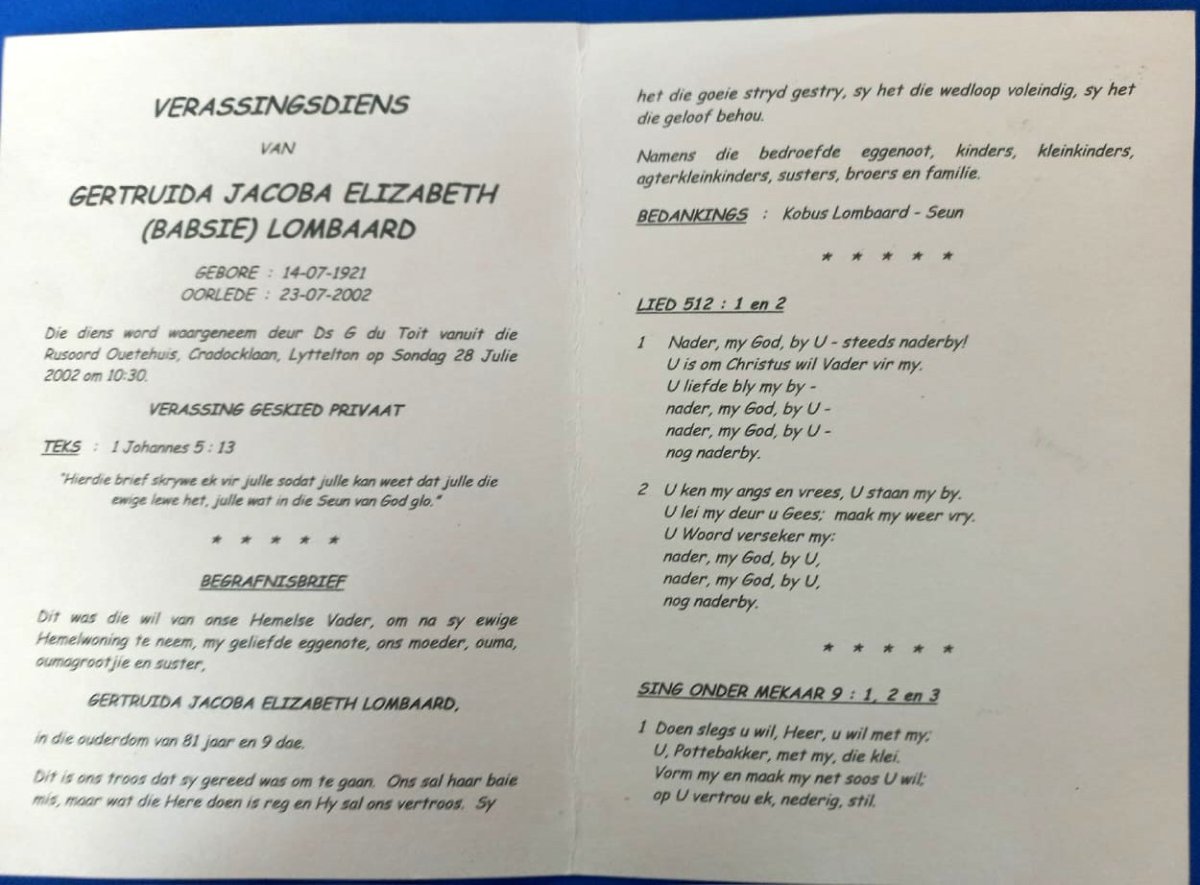 VERASSINGSDIENS
VAN
GERTRUIDA JACOBA ELIZABETH
(BABSIE) LOMBAARD
GEBORE : 14-07-1921
OORLEDE : 23-07-2002
Die diens word waargeneem deur Ds G du Toit vanuit die
Rusoord Ouetehuis, Cradocklaan, Lyttelton op Sondag 28 Julie
2002 om 10:30.
VERASSING GESKIED PRIVAAT
TEKS : 1 Johannes 5 : 13
"Hierdie brief skrywe ek vir julle sodat julle kan weet dat julle die
ewige lewe het, julle wat in die Seun van God glo."
* * * * *
BEGRAFNISBRIEF
Dit was die wil van onse Hemelse Vader, om na sy ewige
Hemelwoning te neem, my geliefde eggenote, ons moeder, ouma,
oumagrootjie en suster,
GERTRUIDA JACOBA ELIZABETH LOMBAARD,
in die ouderdom van 81 jaar en 9 dae.
Dit is ons troos dat sy gereed was om te gaan. Ons sal haar baie
mis, maar wat die Here doen is reg en Hy sal ons vertroos. Sy
het die goeie stryd gestry, sy het die wedloop voleindig, sy het
die geloof behou.
Namens die bedroefde eggenoot, kinders, kleinkinders,
agterkleinkinders, susters, broers en familie.
BEDANKINGS : Kobus Lombaard - Seun
* * * * *
LIED 512 : 1 en 2
1 Nader, my God, by U - steeds naderby!
U is om Christus wil Vader vir my.
U liefde bly my by -
nader, my God, by U -
nader, my God, by U -
nog naderby.
2 U ken my angs en vrees, U staan my by.
U lei my deur u Gees; maak my weer vry.
U Woord verseker my:
nader, my God, by U,
nader, my God, by U,
nog naderby.
* * * * *
SING ONDER MEKAAR 9 : 1, 2 en 3
1 Doen slegs u wil, Heer, u wil met my;
U, Pottebakker, met my, die klei.
Vorm my en maak my net soos U wil;
op U vertrou ek, nederig, stil.